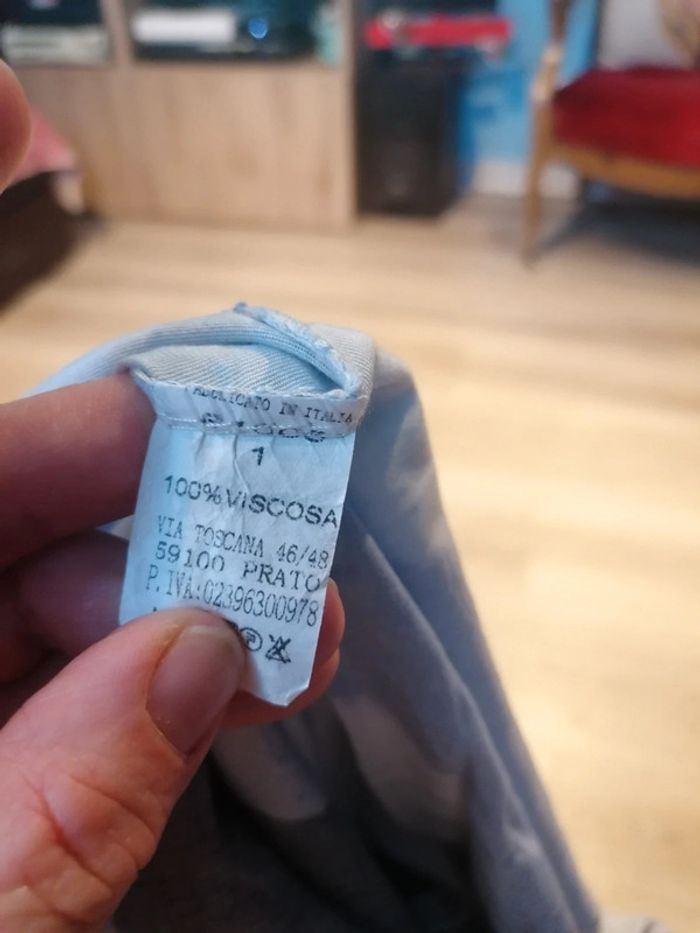 FABBRICATO IN ITALIA
1
100% VISCOSA
VIA TOSCANA 46/48
59100 PRATO
P.IVA:02396300978